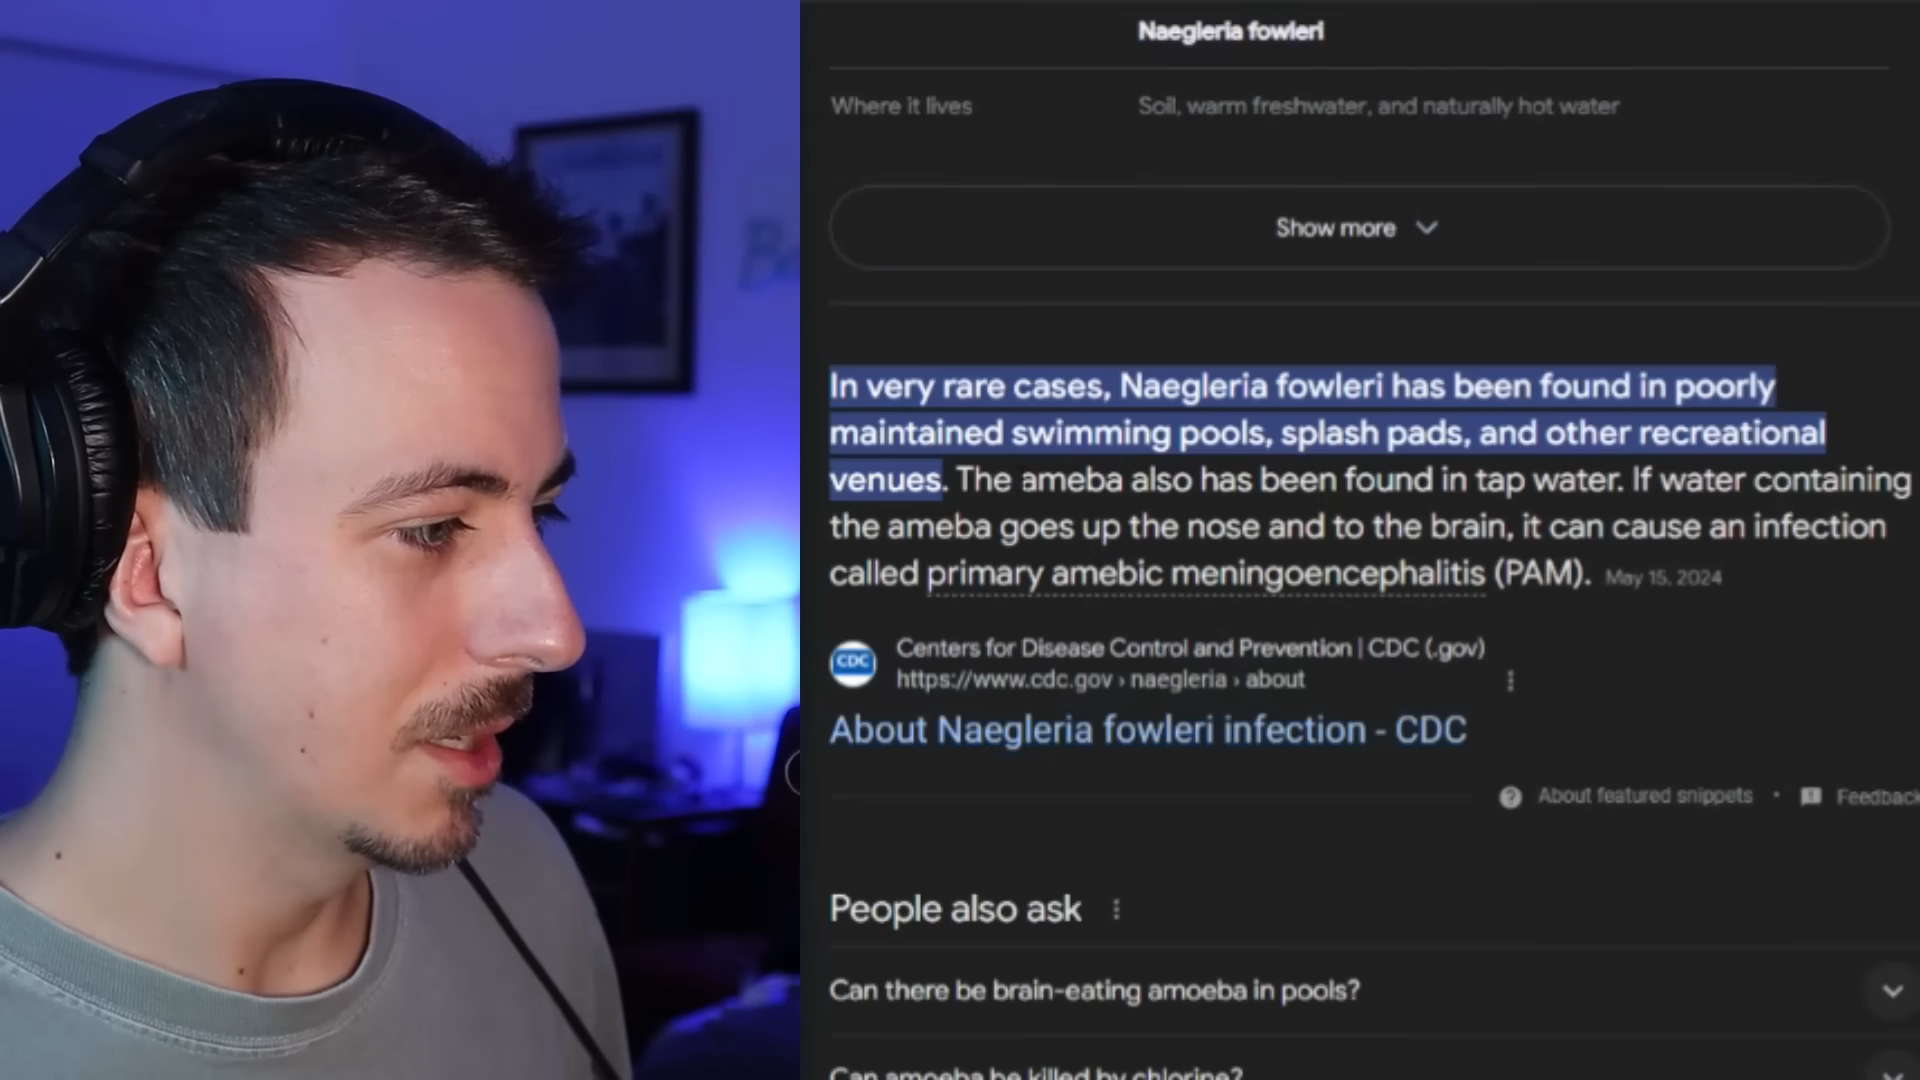 Naegleria fowleri
Where it lives
Soil, warm freshwater, and naturally hot water
Show more
In very rare cases, Naegleria fowleri has been found in poorly
maintained swimming pools, splash pads, and other recreational
venues. The ameba also has been found in tap water. If water containing
the ameba goes up the nose and to the brain, it can cause an infection
called primary amebic meningoencephalitis (PAM). May 15, 2024
CDC
Centers for Disease Control and Prevention | CDC (.gov)
https://www.cdc.gov › naegleria › about
About Naegleria fowleri infection - CDC
About featured snippets • Feedback
People also ask
Can there be brain-eating amoeba in pools?
Can amoeba be killed by chlorine?